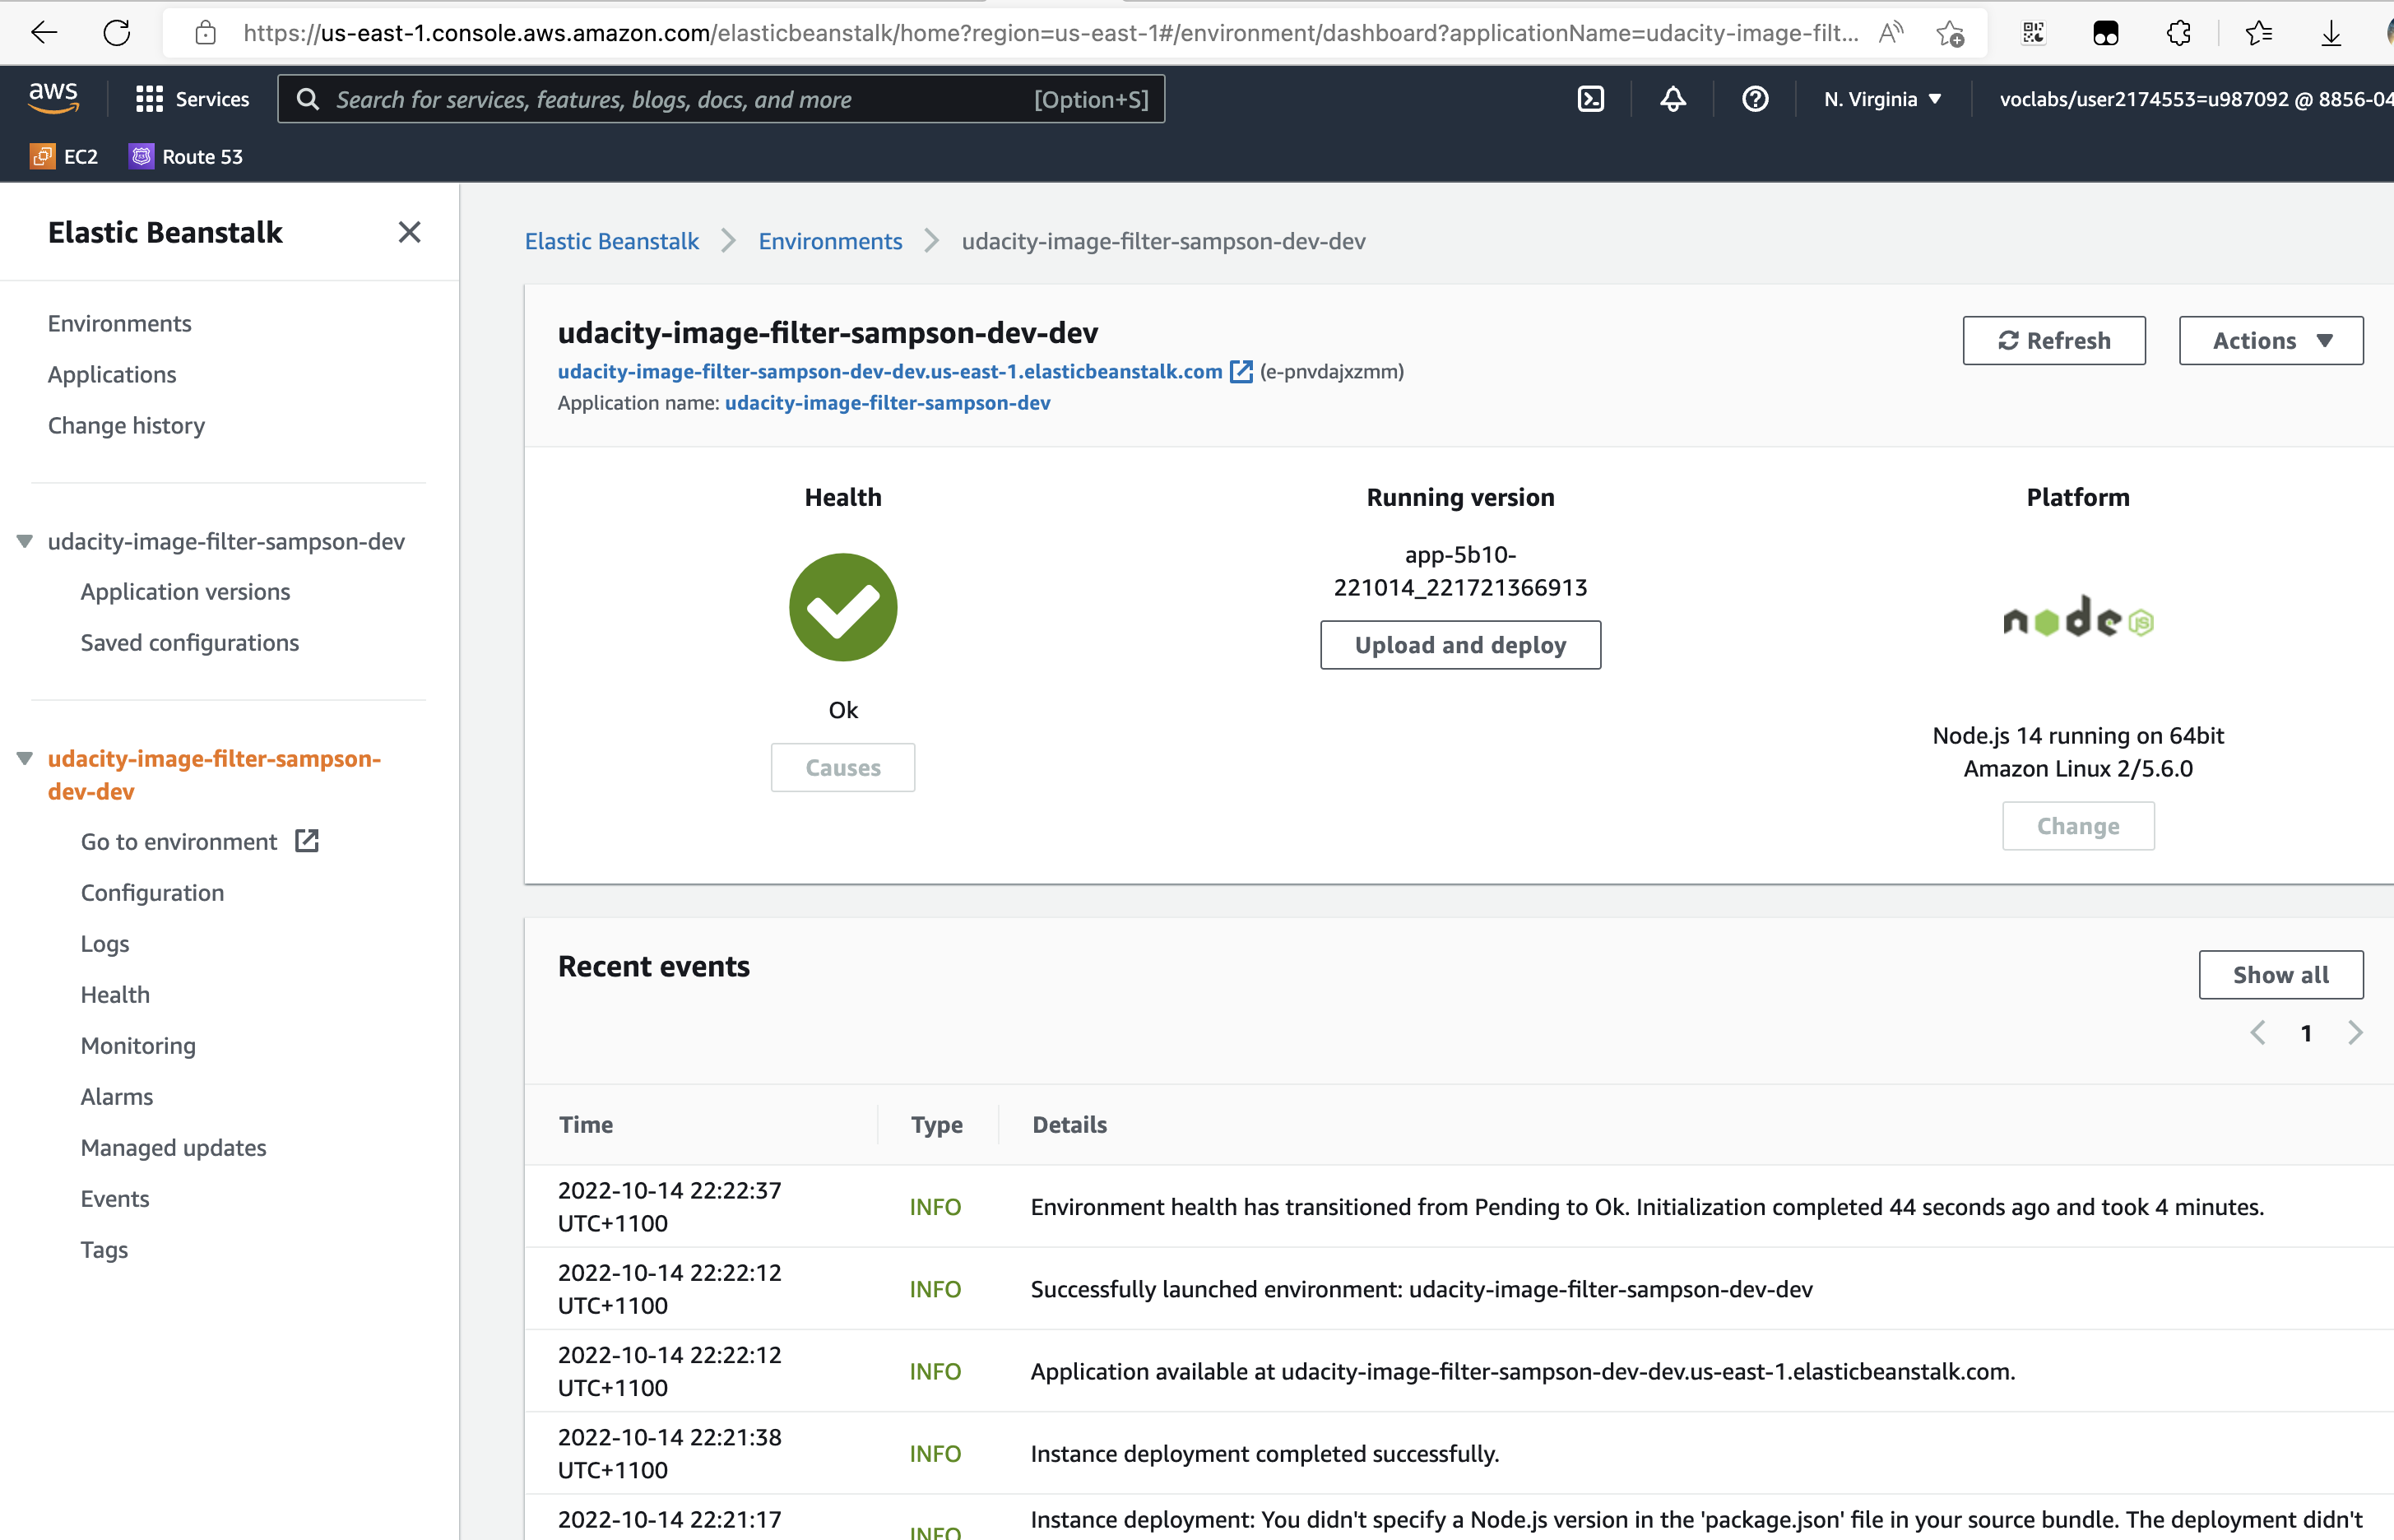 https://us-east-1.console.aws.amazon.com/elasticbeanstalk/home?region=us-east-1#/environment/dashboard?applicationName=udacity-image-filt...
aws
Services
Search for services, features, blogs, docs, and more
[Option+S]
N. Virginia
voclabs/user2174553=u987092 @ 8856-04
EC2
Route 53
Elastic Beanstalk
Environments
Applications
Change history
udacity-image-filter-sampson-dev
Application versions
Saved configurations
udacity-image-filter-sampson-
dev-dev
Go to environment
Configuration
Logs
Health
Monitoring
Alarms
Managed updates
Events
Tags
Elastic Beanstalk > Environments > udacity-image-filter-sampson-dev-dev
udacity-image-filter-sampson-dev-dev
udacity-image-filter-sampson-dev-dev.us-east-1.elasticbeanstalk.com (e-pnvdajxzmm)
Application name: udacity-image-filter-sampson-dev
Refresh
Actions
Health
Ok
Causes
Running version
app-5b10-
221014_221721366913
Upload and deploy
Platform
node JS
Node.js 14 running on 64bit
Amazon Linux 2/5.6.0
Change
Recent events
Show all
1
Time Type Details
2022-10-14 22:22:37
UTC+1100
INFO
Environment health has transitioned from Pending to Ok. Initialization completed 44 seconds ago and took 4 minutes.
2022-10-14 22:22:12
UTC+1100
INFO
Successfully launched environment: udacity-image-filter-sampson-dev-dev
2022-10-14 22:22:12
UTC+1100
INFO
Application available at udacity-image-filter-sampson-dev-dev.us-east-1.elasticbeanstalk.com.
2022-10-14 22:21:38
UTC+1100
INFO
Instance deployment completed successfully.
2022-10-14 22:21:17
INFO
Instance deployment: You didn't specify a Node.js version in the 'package.json' file in your source bundle. The deployment didn't